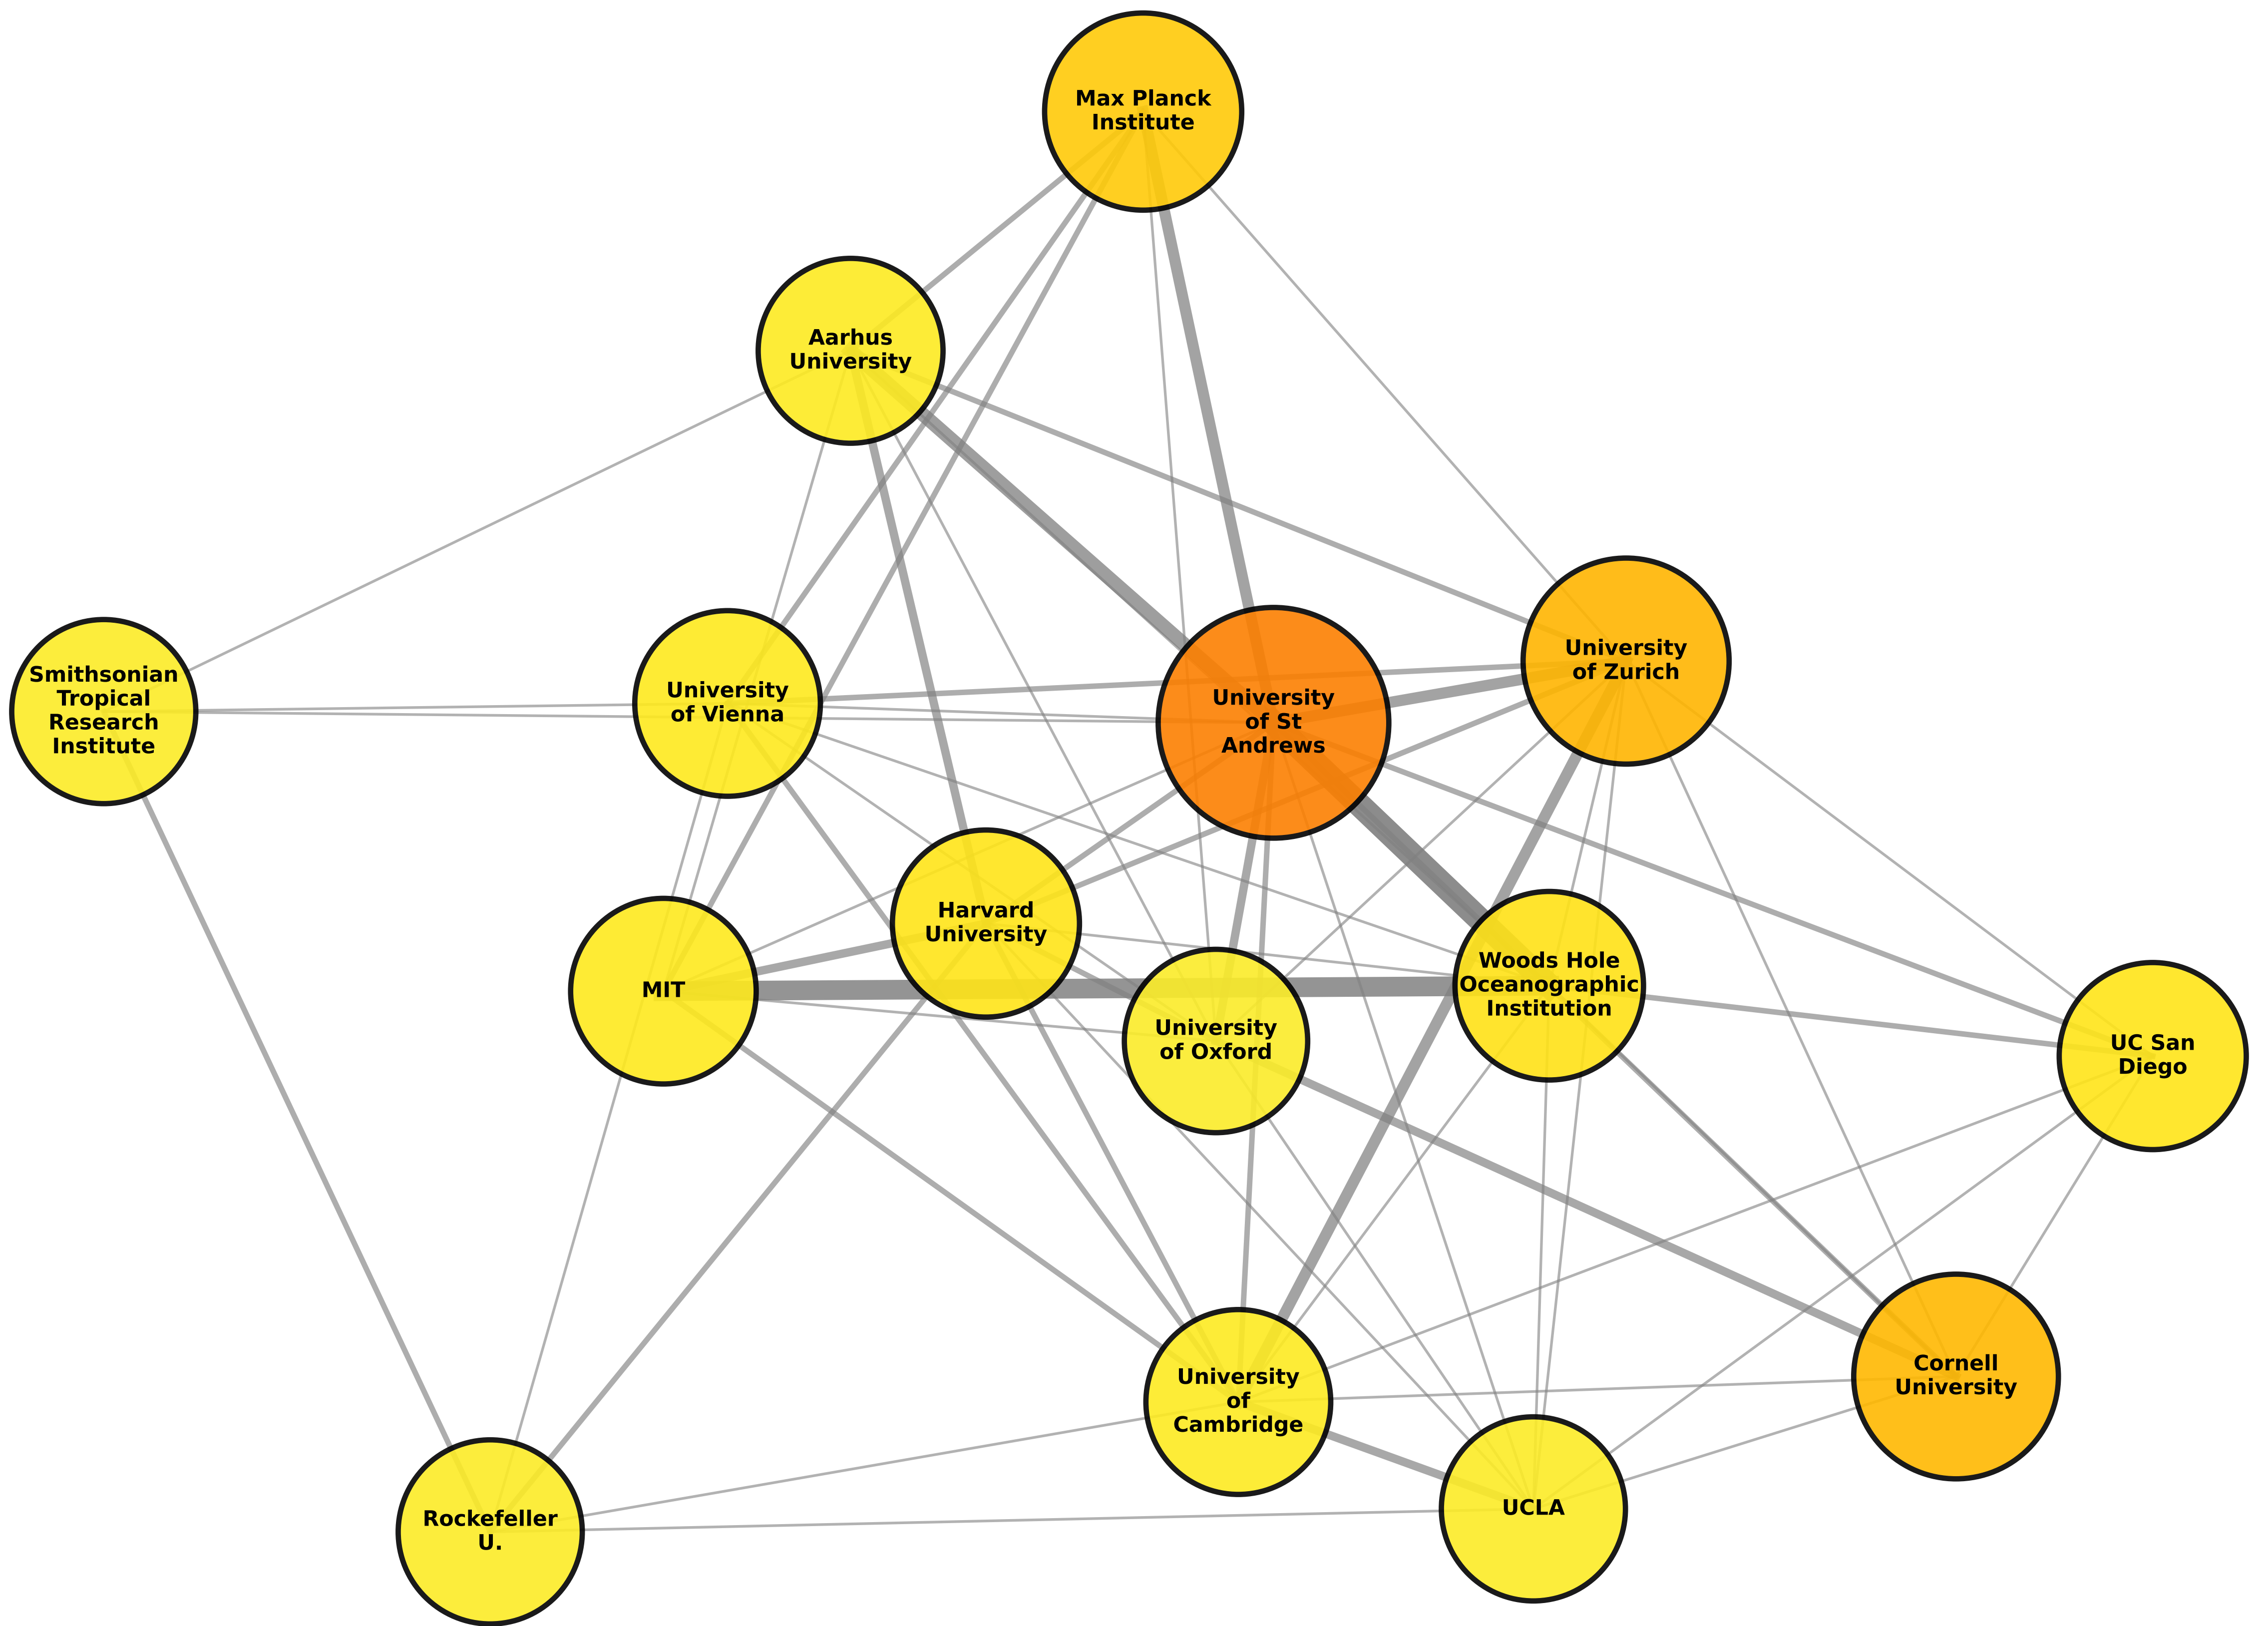 Max Planck
Institute
Aarhus
University
Smithsonian
Tropical
Research
Institute
University
of Vienna
University
of St
Andrews
University
of Zurich
MIT
Harvard
University
University
of Oxford
Woods Hole
Oceanographic
Institution
UC San
Diego
University
of
Cambridge
Cornell
University
Rockefeller
U.
UCLA